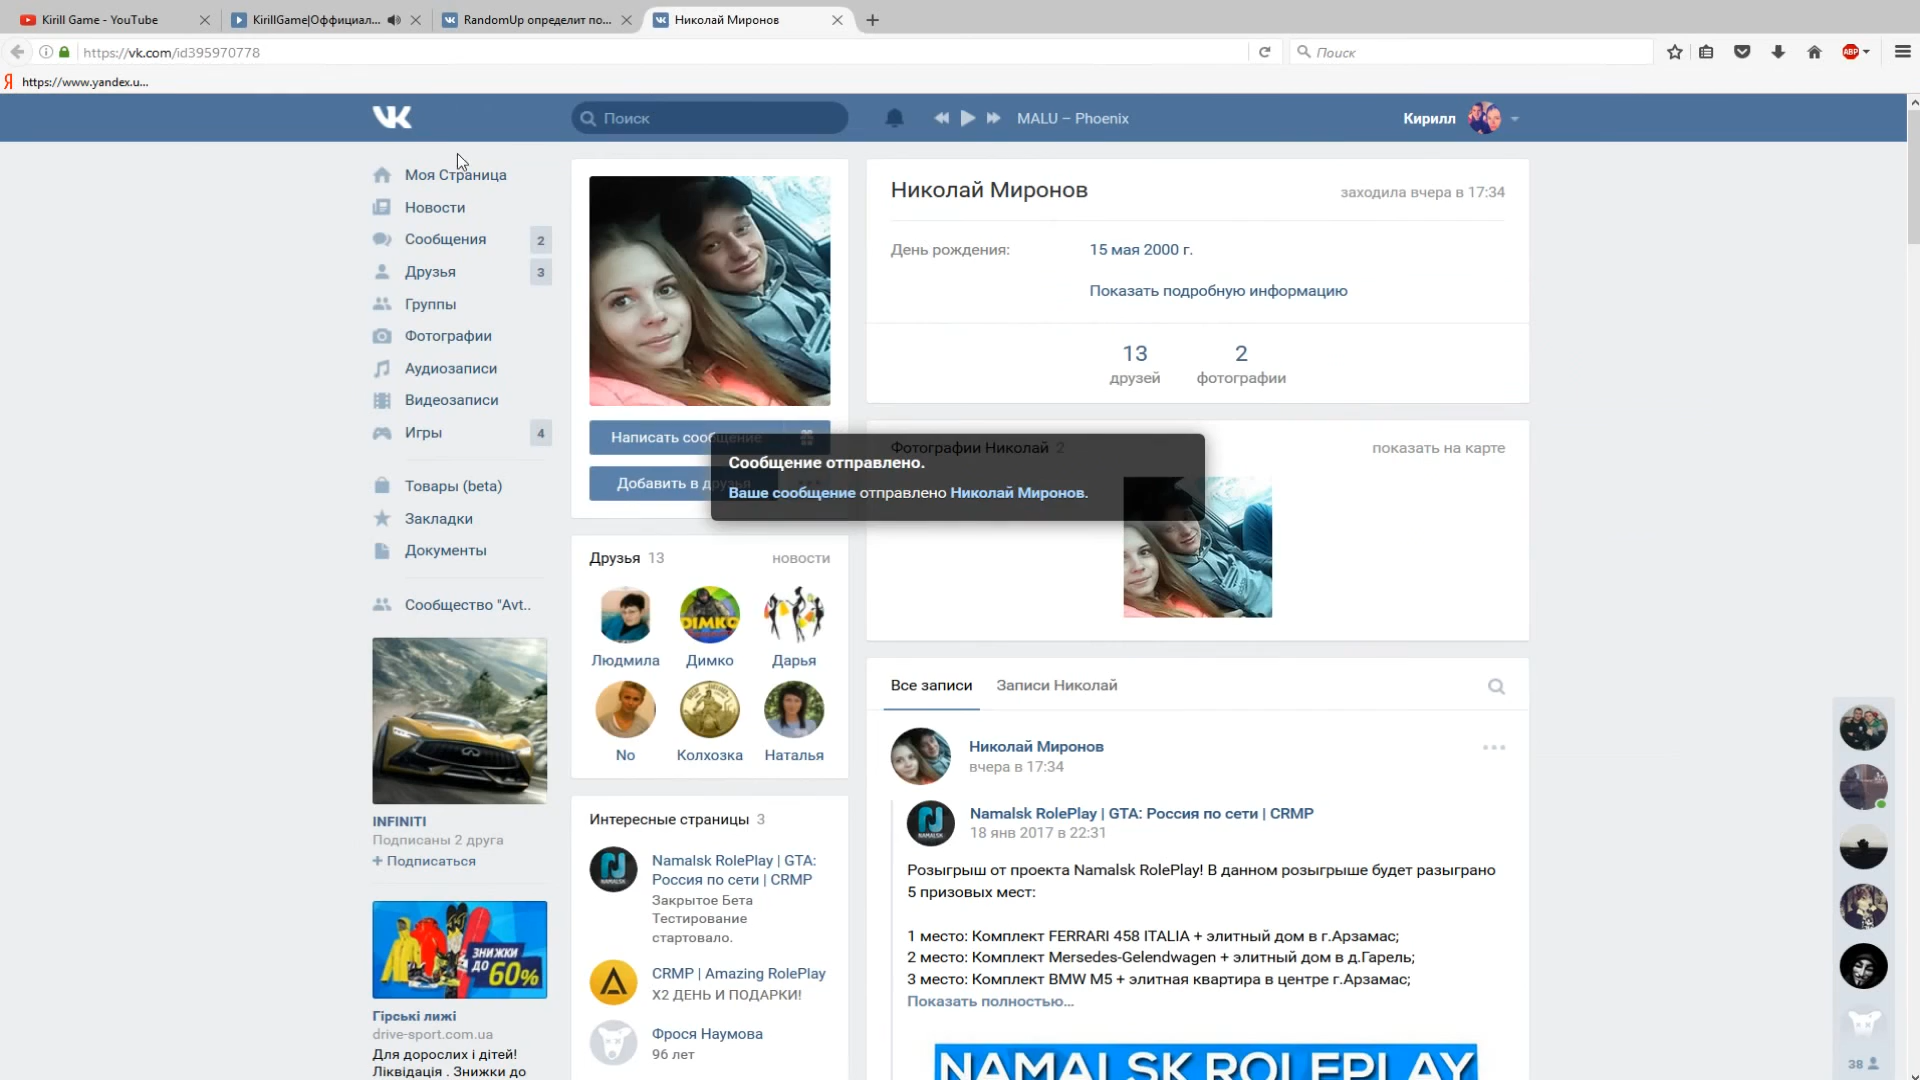 Kirill Game - YouTube
KirillGame|Оффициал...
RandomUp определит по...
Николай Миронов
https://vk.com/id395970778
Поиск
ABP
https://www.yandex.u...
Поиск
MALU – Phoenix
Кирилл
Моя Страница
Новости
Сообщения 2
Друзья 3
Группы
Фотографии
Аудиозаписи
Видеозаписи
Игры 4
Товары (beta)
Закладки
Документы
Сообщество "Avt..
INFINITI
Подписаны 2 друга
+ Подписаться
ЗНИЖКИ
ДО 60%
Гірські лижі
drive-sport.com.ua
Для дорослих і дітей!
Ліквідація . Знижки до
Написать сообщение
Добавить в друзья
Друзья 13 новости
Людмила Димко Дарья
DIMKO
No Колхозка Наталья
Интересные страницы 3
Namalsk RolePlay | GTA:
Россия по сети | CRMP
Закрытое Бета
Тестирование
стартовало.
CRMP | Amazing RolePlay
X2 ДЕНЬ И ПОДАРКИ!
Фрося Наумова
96 лет
Николай Миронов
заходила вчера в 17:34
День рождения: 15 мая 2000 г.
Показать подробную информацию
13 друзей
2 фотографии
Фотографии Николай 2
показать на карте
Сообщение отправлено.
Ваше сообщение отправлено Николай Миронов.
Все записи Записи Николай
Николай Миронов
вчера в 17:34
Namalsk RolePlay | GTA: Россия по сети | CRMP
18 янв 2017 в 22:31
Розыгрыш от проекта Namalsk RolePlay! В данном розыгрыше будет разыграно
5 призовых мест:
1 место: Комплект FERRARI 458 ITALIA + элитный дом в г.Арзамас;
2 место: Комплект Mersedes-Gelendwagen + элитный дом в д.Гарель;
3 место: Комплект BMW M5 + элитная квартира в центре г.Арзамас;
Показать полностью...
NAMALSK ROLEPLAY
38